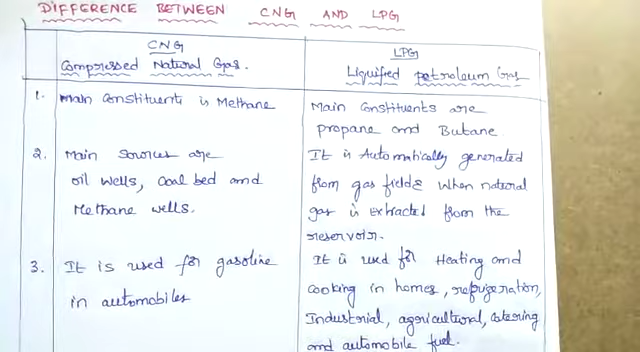 DIFFERENCE BETWEEN CNG AND LPG
CNG
Compressed Natural Gas.
LPG
Liquified petroleum Gas
1. Main Constituent is Methane
Main Constituents are
propane and Butane
2. Main sources are
oil wells, Coal bed and
Methane wells.
It is Automatically generated
from gas fields when natural
gas is extracted from the
reservoir.
3. It is used for gasoline
in automobiles
It is used for Heating and
cooking in homes, refrigeration,
Industrial, agricultural, catering
and automobile fuel.